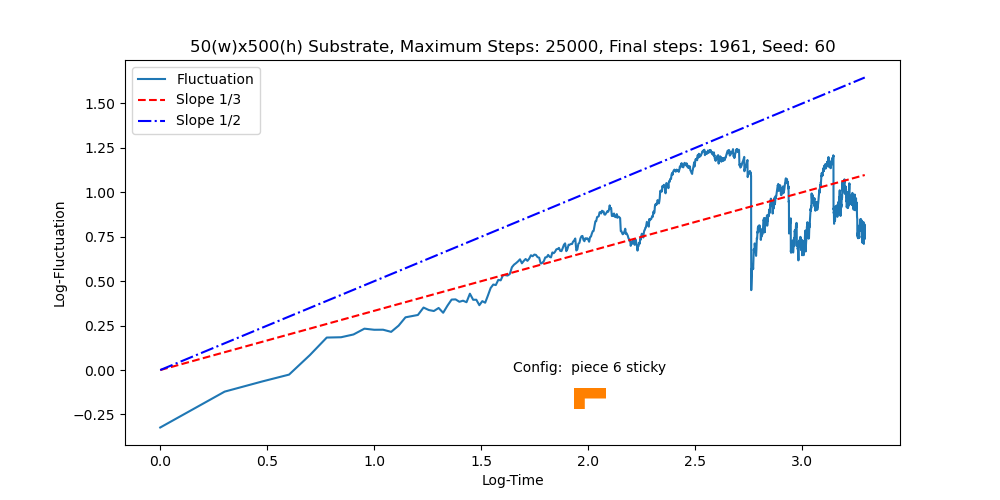 50(w)x500(h) Substrate, Maximum Steps: 25000, Final steps: 1961, Seed: 60
Fluctuation
Slope 1/3
Slope 1/2
1.50
1.25
1.00
0.75
0.50
0.25
0.00
−0.25
Log-Fluctuation
Config:  piece 6 sticky
0.0 0.5 1.0 1.5 2.0 2.5 3.0
Log-Time